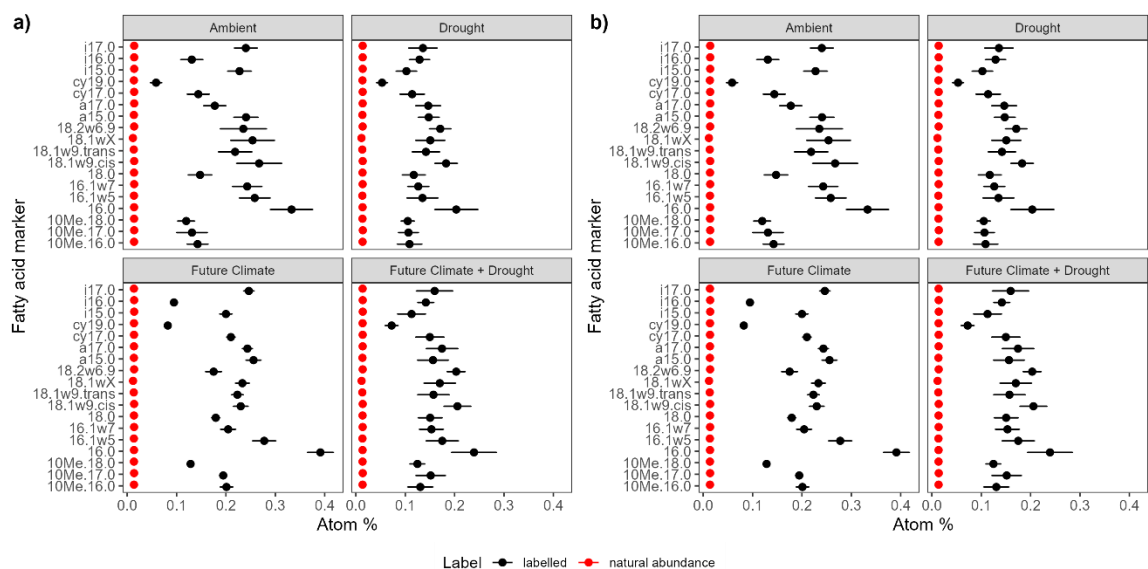 a)
Ambient
Drought
i17.0
i16.0
i15.0
cy19.0
cy17.0
a17.0
a15.0
18.2w6.9
18.1wX
18.1w9.trans
18.1w9.cis
18.0
16.1w7
16.1w5
16.0
10Me.18.0
10Me.17.0
10Me.16.0
Future Climate
Future Climate + Drought
i17.0
i16.0
i15.0
cy19.0
cy17.0
a17.0
a15.0
18.2w6.9
18.1wX
18.1w9.trans
18.1w9.cis
18.0
16.1w7
16.1w5
16.0
10Me.18.0
10Me.17.0
10Me.16.0
Fatty acid marker
0.0 0.1 0.2 0.3 0.4 0.0 0.1 0.2 0.3 0.4
Atom %
b)
Ambient
Drought
i17.0
i16.0
i15.0
cy19.0
cy17.0
a17.0
a15.0
18.2w6.9
18.1wX
18.1w9.trans
18.1w9.cis
18.0
16.1w7
16.1w5
16.0
10Me.18.0
10Me.17.0
10Me.16.0
Future Climate
Future Climate + Drought
i17.0
i16.0
i15.0
cy19.0
cy17.0
a17.0
a15.0
18.2w6.9
18.1wX
18.1w9.trans
18.1w9.cis
18.0
16.1w7
16.1w5
16.0
10Me.18.0
10Me.17.0
10Me.16.0
Fatty acid marker
0.0 0.1 0.2 0.3 0.4 0.0 0.1 0.2 0.3 0.4
Atom %
Label labelled natural abundance